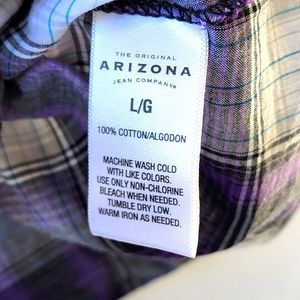 THE ORIGINAL
ARIZONA
JEAN COMPANY®
L/G
100% COTTON/ALGODON
MACHINE WASH COLD
WITH LIKE COLORS.
USE ONLY NON-CHLORINE
BLEACH WHEN NEEDED.
TUMBLE DRY LOW.
WARM IRON AS NEEDED.